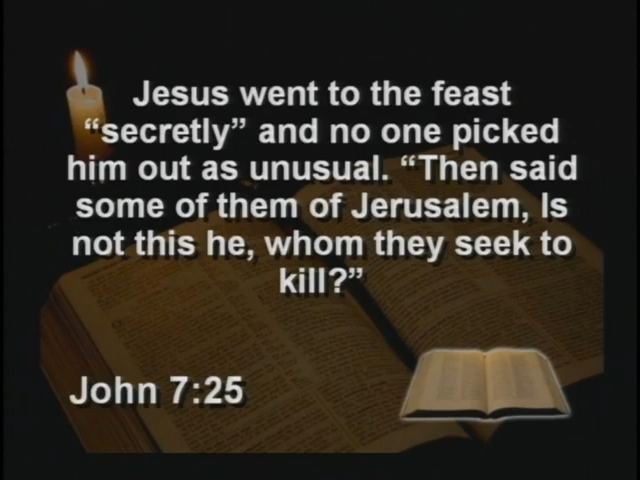 Jesus went to the feast
“secretly” and no one picked
him out as unusual. “Then said
some of them of Jerusalem, Is
not this he, whom they seek to
kill?”
John 7:25